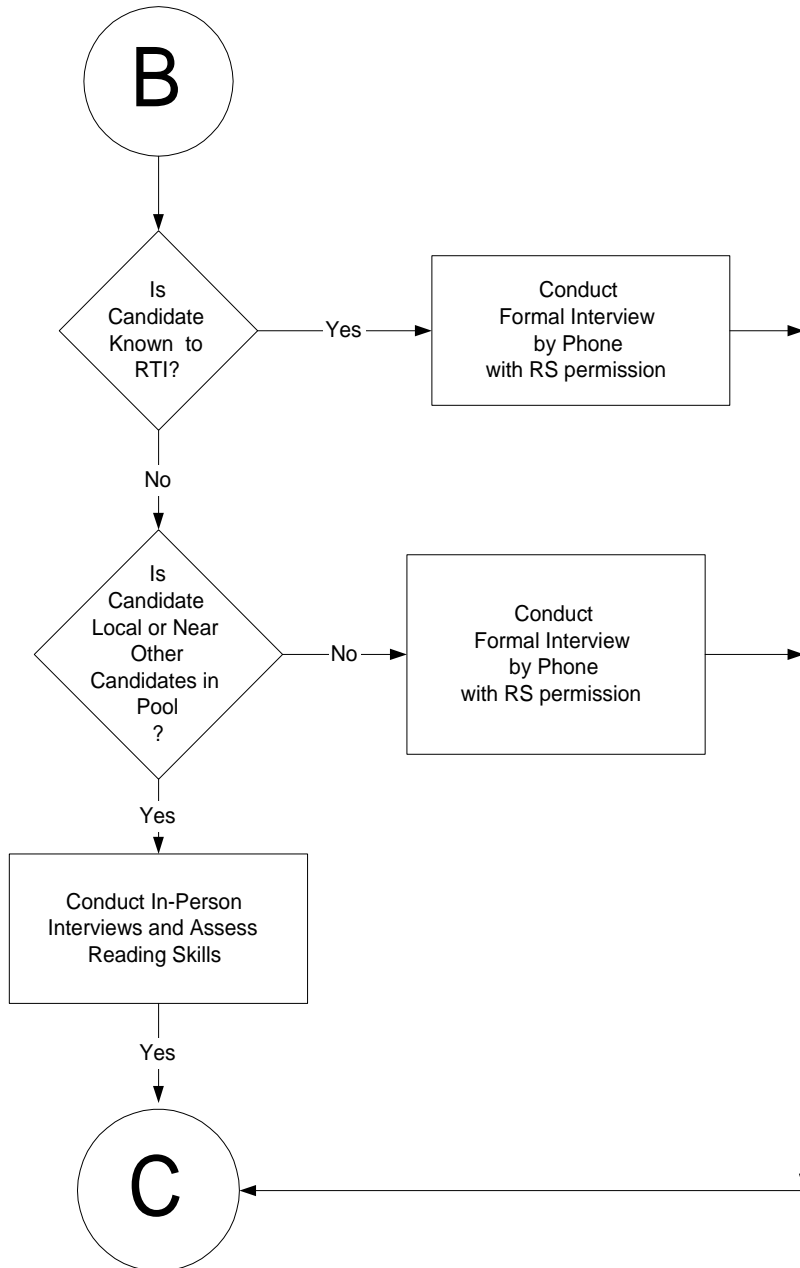 B
Is
Candidate
Known to
RTI?
Yes
Conduct
Formal Interview
by Phone
with RS permission
No
Is
Candidate
Local or Near
Other
Candidates in
Pool
?
No
Conduct
Formal Interview
by Phone
with RS permission
Yes
Conduct In-Person
Interviews and Assess
Reading Skills
Yes
C